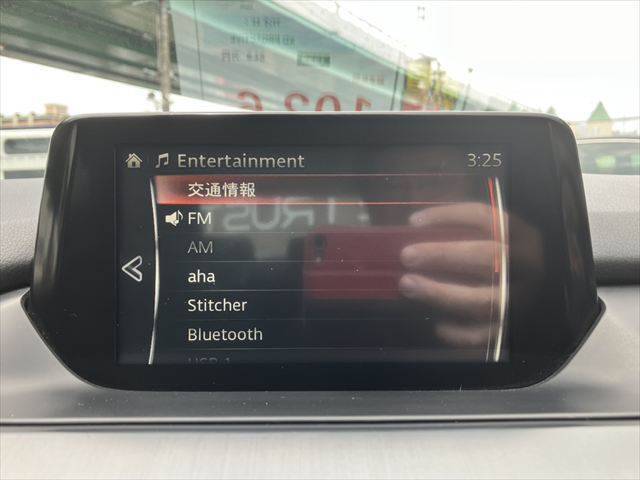 Entertainment 3:25
交通情報
FM
AM
aha
Stitcher
Bluetooth